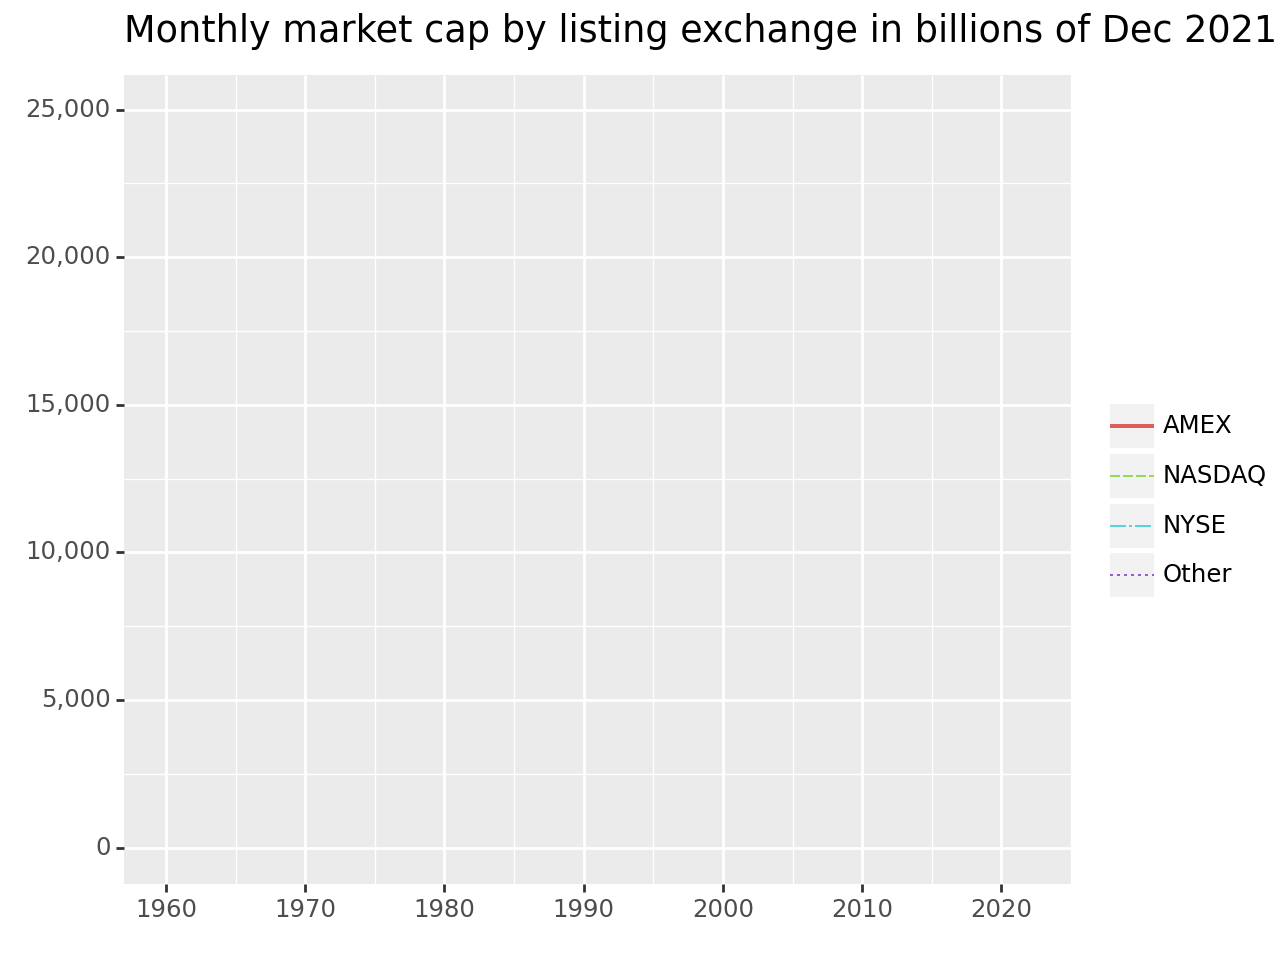 Monthly market cap by listing exchange in billions of Dec 2021
25,000
20,000
15,000
10,000
5,000
0
1960 1970 1980 1990 2000 2010 2020
AMEX
NASDAQ
NYSE
Other